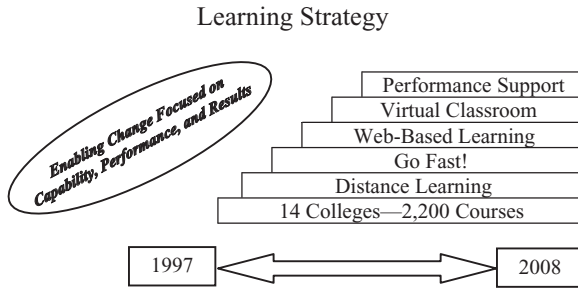 Learning Strategy
Enabling Change Focused on
Capability, Performance, and Results
Performance Support
Virtual Classroom
Web-Based Learning
Go Fast!
Distance Learning
14 Colleges—2,200 Courses
1997
2008